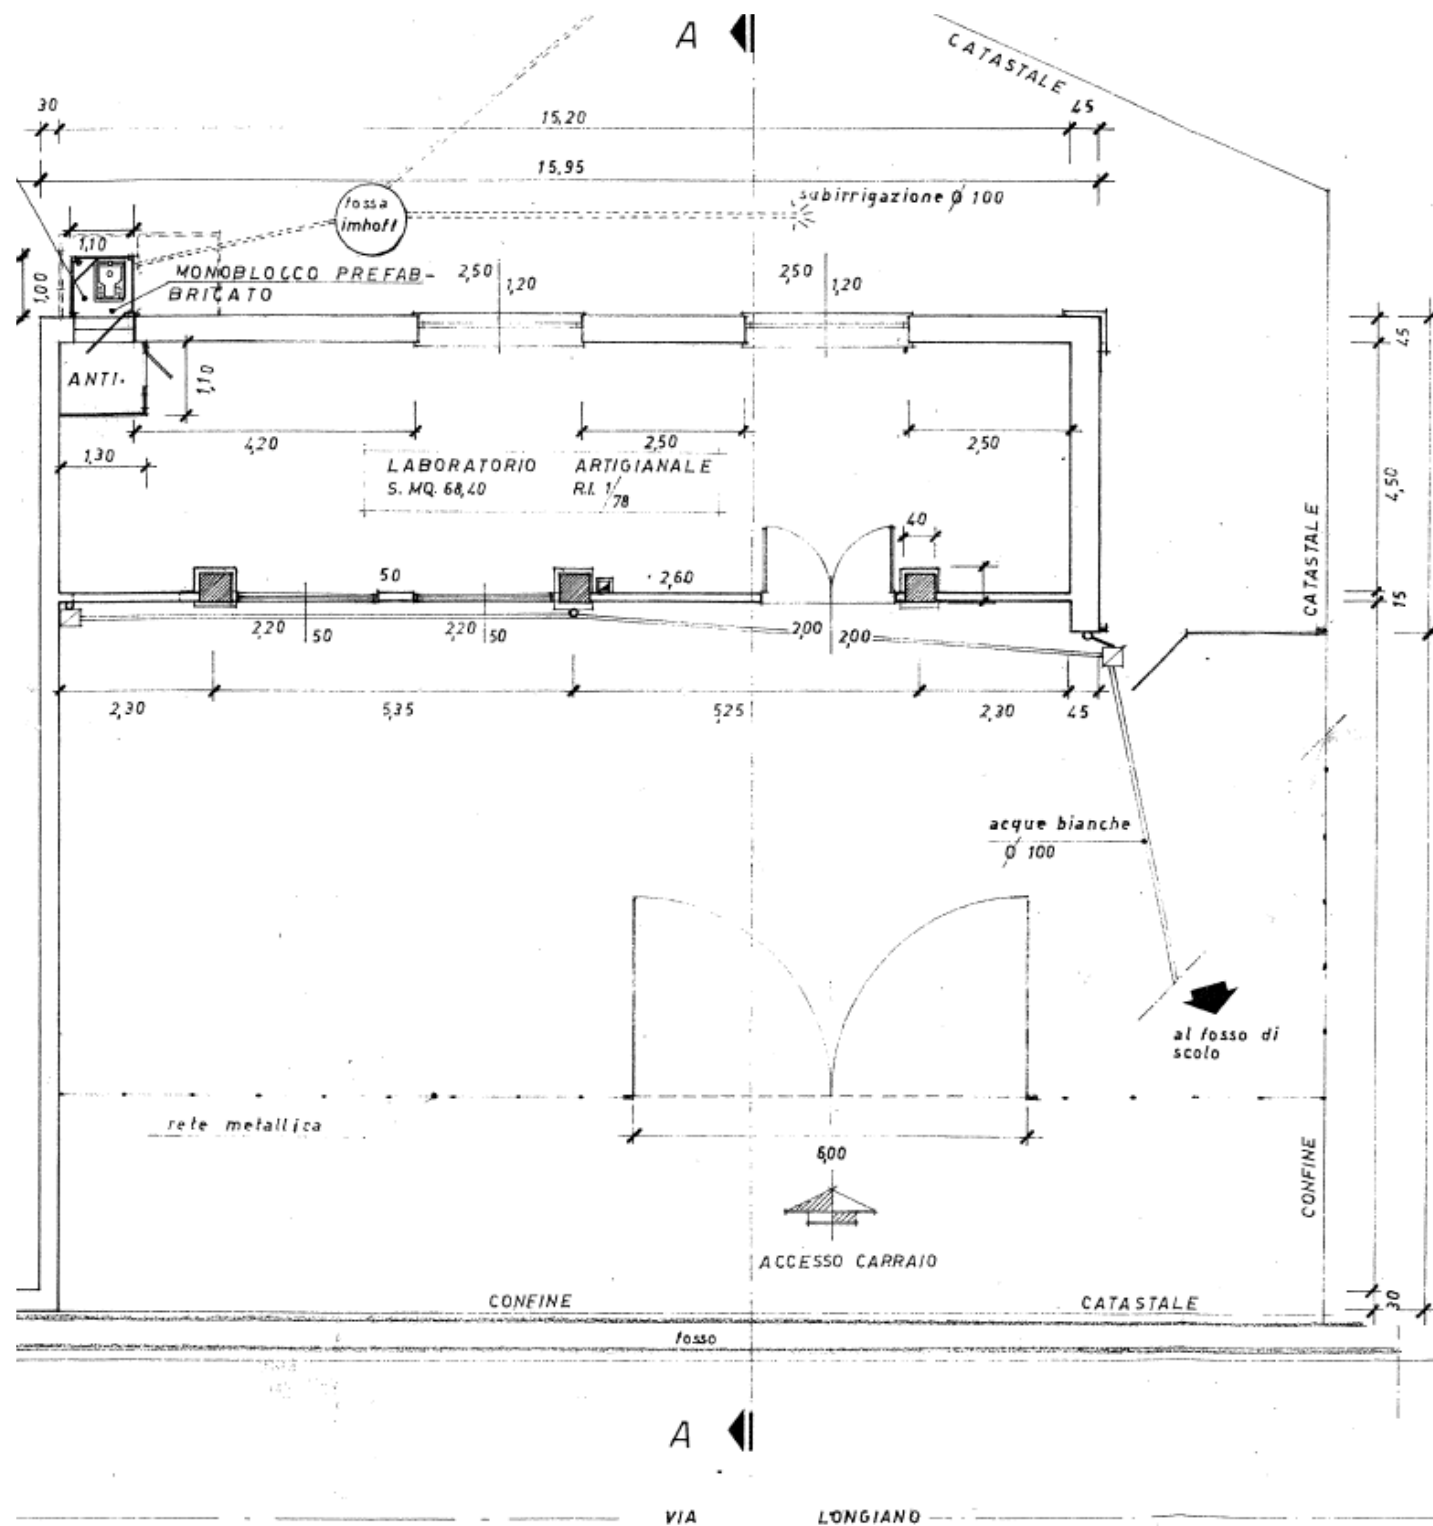 A
CATASTALE
30
15,20
45
15,95
fossa
imhoff
subirrigazione Ø 100
1,10
1,00
MONOBLOCCO PREFAB-
BRICATO
2,50
1,20
250
1,20
45
ANTI.
1,10
4,20
2,50
2,50
1,30
LABORATORIO ARTIGIANALE
S. MQ. 68,40 R.I. 1/78
4,50
40
CATASTALE
50
2,60
15
2,20
50
2,20
50
2,00
2,00
2,30
5,35
5,25
2,30
45
acque bianche
Ø 100
al fosso di
scolo
rete metallica
6,00
CONFINE
ACCESSO CARRAIO
CONFINE
CATASTALE
30
fosso
A
VIA LONGIANO